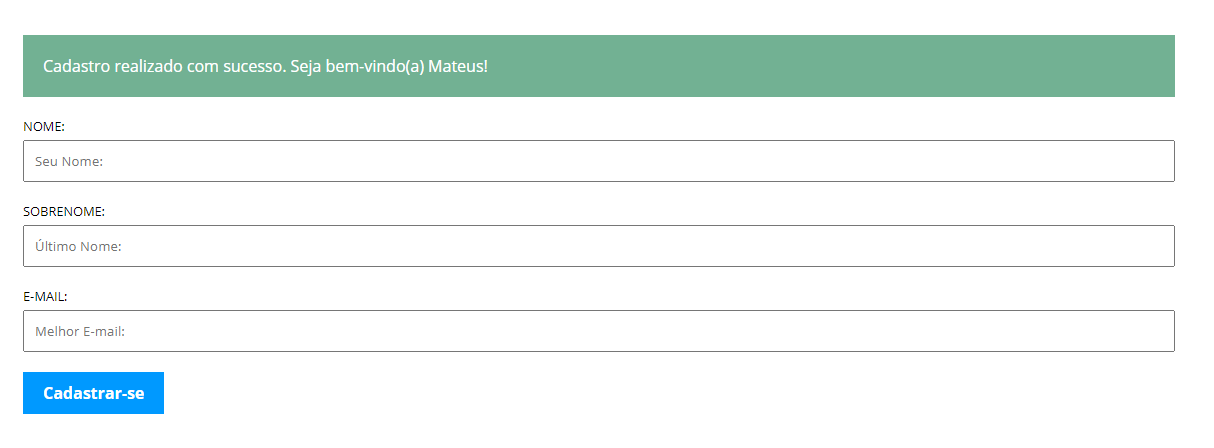 Cadastro realizado com sucesso. Seja bem-vindo(a) Mateus!
NOME:
Seu Nome:
SOBRENOME:
Último Nome:
E-MAIL:
Melhor E-mail:
Cadastrar-se